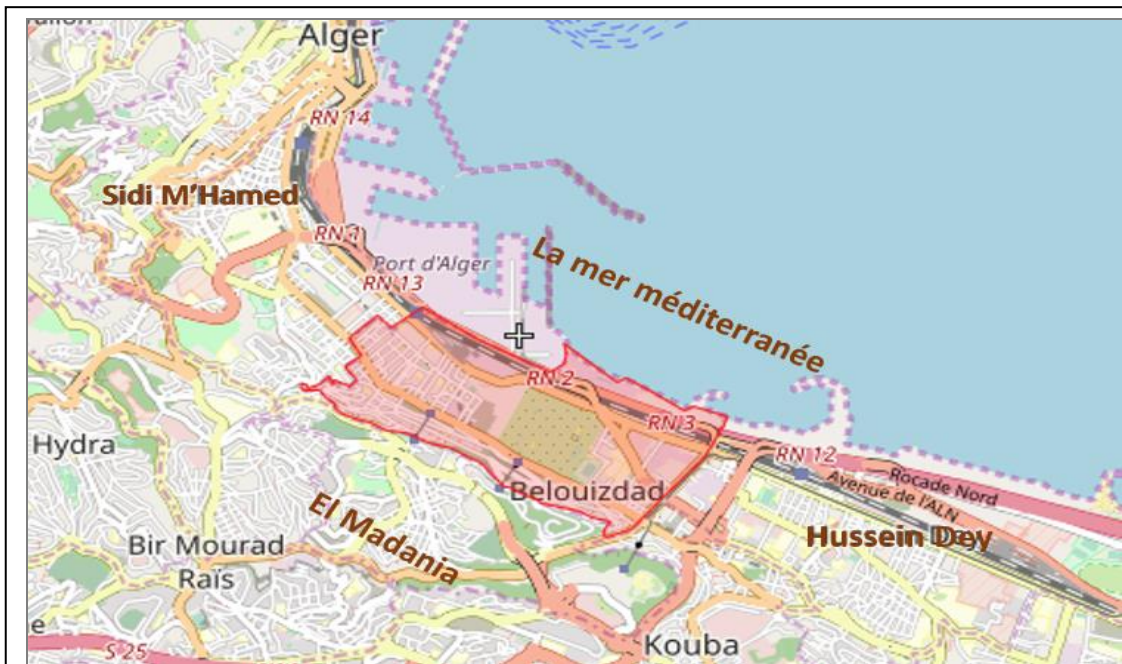 Alger
RN 14
Sidi M'Hamed
RN 1
Port d'Alger
RN 13
La mer méditerranée
RN 2
RN 3
Hydra
RN 12
Rocade Nord
Avenue de l'ALN
Belouizdad
El Madania
Hussein Dey
Bir Mourad
Raïs
Kouba
S 25